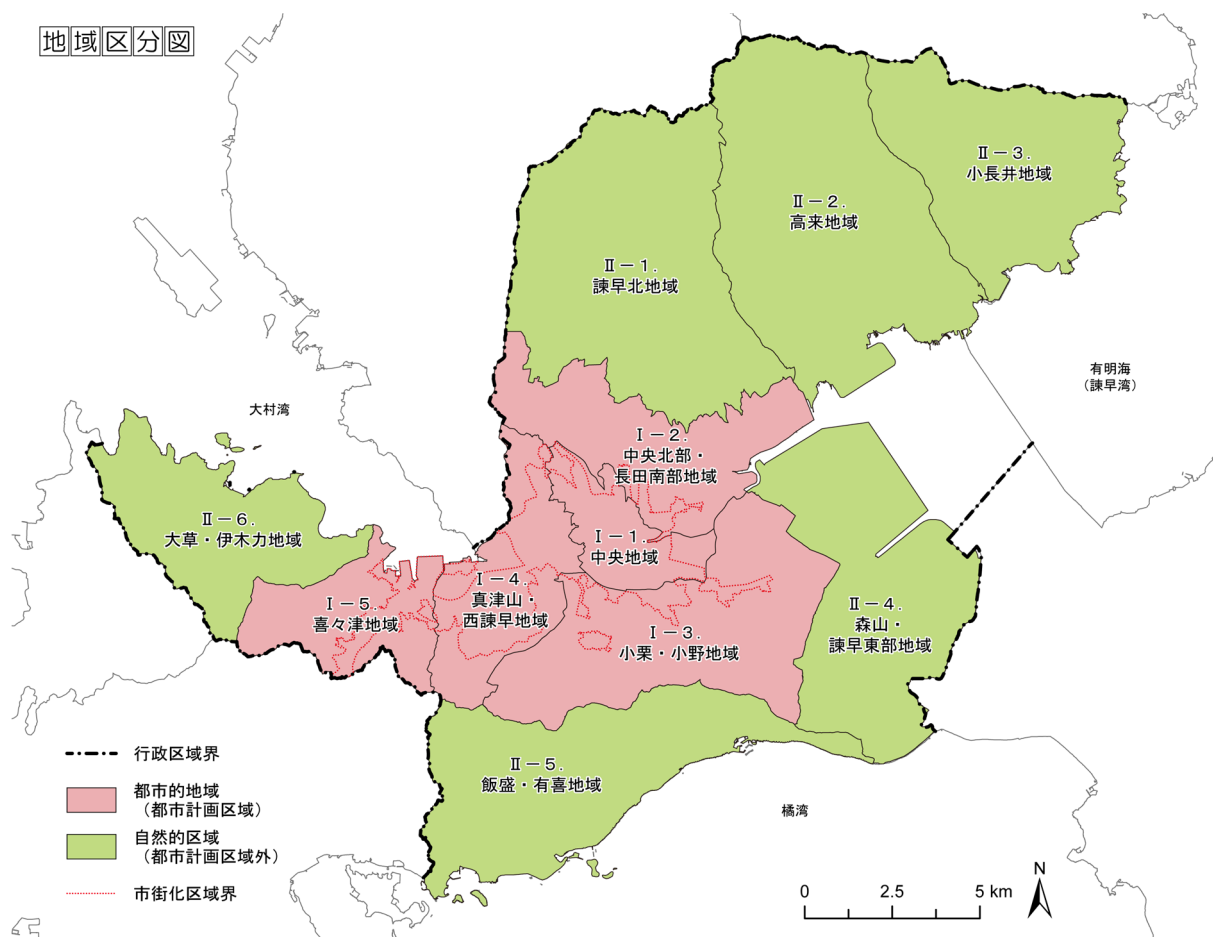 地域区分図
Ⅱ－3.
小長井地域
Ⅱ－2.
高来地域
Ⅱ－1.
諫早北地域
有明海
（諫早湾）
大村湾
Ⅰ－2.
中央北部・
長田南部地域
Ⅱ－6.
大草・伊木力地域
Ⅰ－1.
中央地域
Ⅰ－4.
真津山・
西諫早地域
Ⅰ－5.
喜々津地域
Ⅱ－4.
森山・
諫早東部地域
Ⅰ－3.
小栗・小野地域
Ⅱ－5.
飯盛・有喜地域
橘湾
行政区域界
都市的地域
（都市計画区域）
自然的区域
（都市計画区域外）
市街化区域界
0 2.5 5 km
N